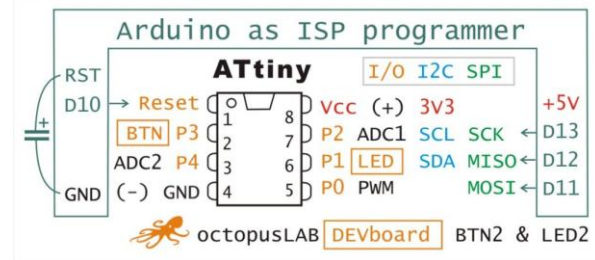 Arduino as ISP programmer
RST ATtiny I/O I2C SPI
D10 → Reset 1 8 Vcc (+) 3V3 +5V
+ BTN P3 2 7 P2 ADC1 SCL SCK ← D13
ADC2 P4 3 6 P1 LED SDA MISO ← D12
GND (-) GND 4 5 P0 PWM MOSI ← D11
octopusLAB DEVboard BTN2 & LED2